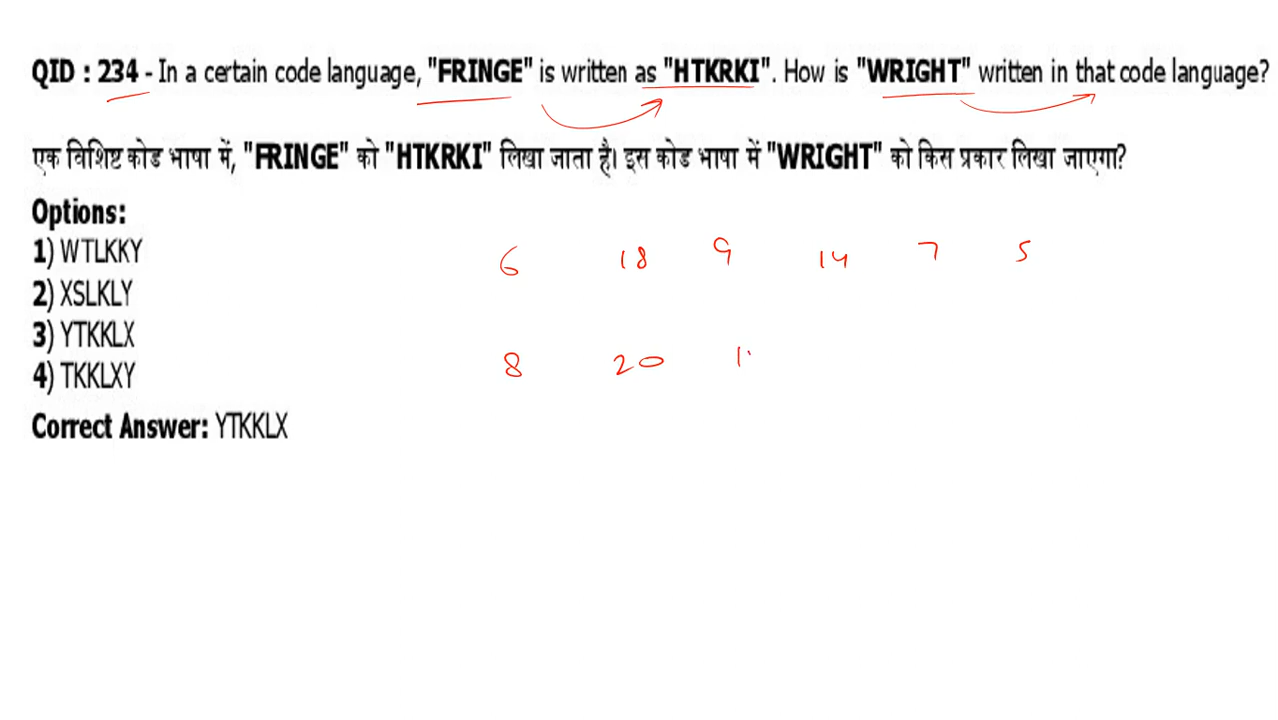 QID : 234 - In a certain code language, "FRINGE" is written as "HTKRKI". How is "WRIGHT" written in that code language?
एक विशिष्ट कोड भाषा में, "FRINGE" को "HTKRKI" लिखा जाता है। इस कोड भाषा में "WRIGHT" को किस प्रकार लिखा जाएगा?
Options:
1) WTLKKY
2) XSLKLY
3) YTKKLX
4) TKKLXY
Correct Answer: YTKKLX
6 18 9 14 7 5
8 20